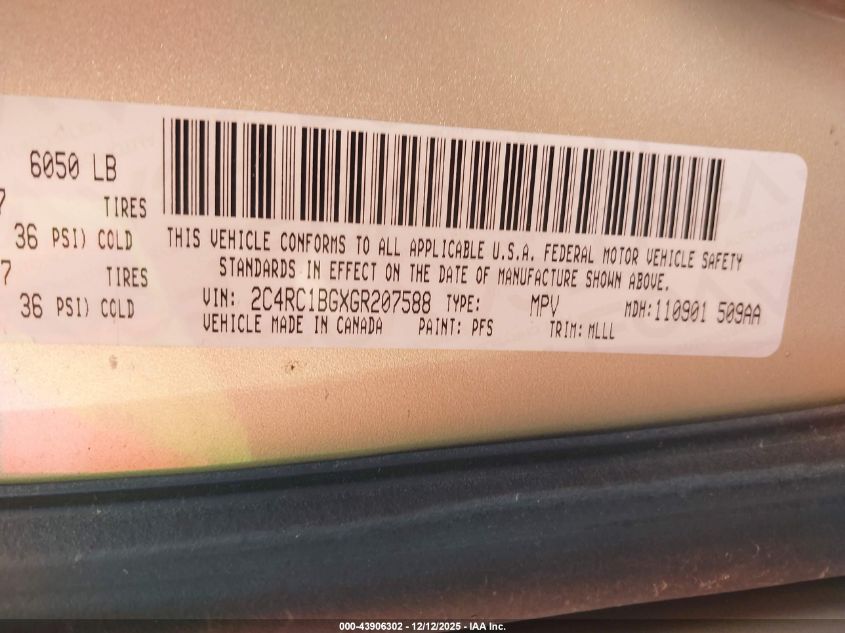 6050 LB
7 TIRES
36 PSI) COLD
7 TIRES
36 PSI) COLD
THIS VEHICLE CONFORMS TO ALL APPLICABLE U.S.A. FEDERAL MOTOR VEHICLE SAFETY
STANDARDS IN EFFECT ON THE DATE OF MANUFACTURE SHOWN ABOVE.
VIN: 2C4RC1BGXGR207588 TYPE: MPV MDH:110901 509AA
VEHICLE MADE IN CANADA PAINT: PFS TRIM: MLLL
000-43906302 - 12/12/2025 - IAA Inc.